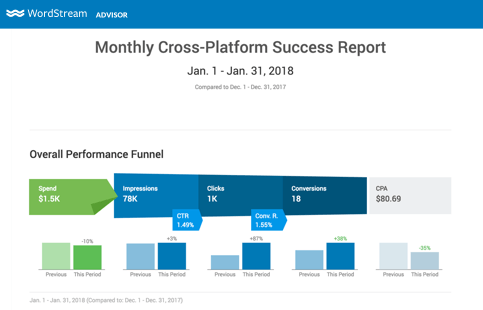 WordStream ADVISOR
Monthly Cross-Platform Success Report
Jan. 1 - Jan. 31, 2018
Compared to Dec. 1 - Dec. 31, 2017
Overall Performance Funnel
Spend Impressions Clicks Conversions CPA
$1.5K 78K 1K 18 $80.69
CTR Conv. R.
1.49% 1.55%
-10% +3% +67% +38% -35%
Previous This Period Previous This Period Previous This Period Previous This Period Previous This Period
Jan. 1 - Jan. 31, 2018 (Compared to: Dec. 1 - Dec. 31, 2017)